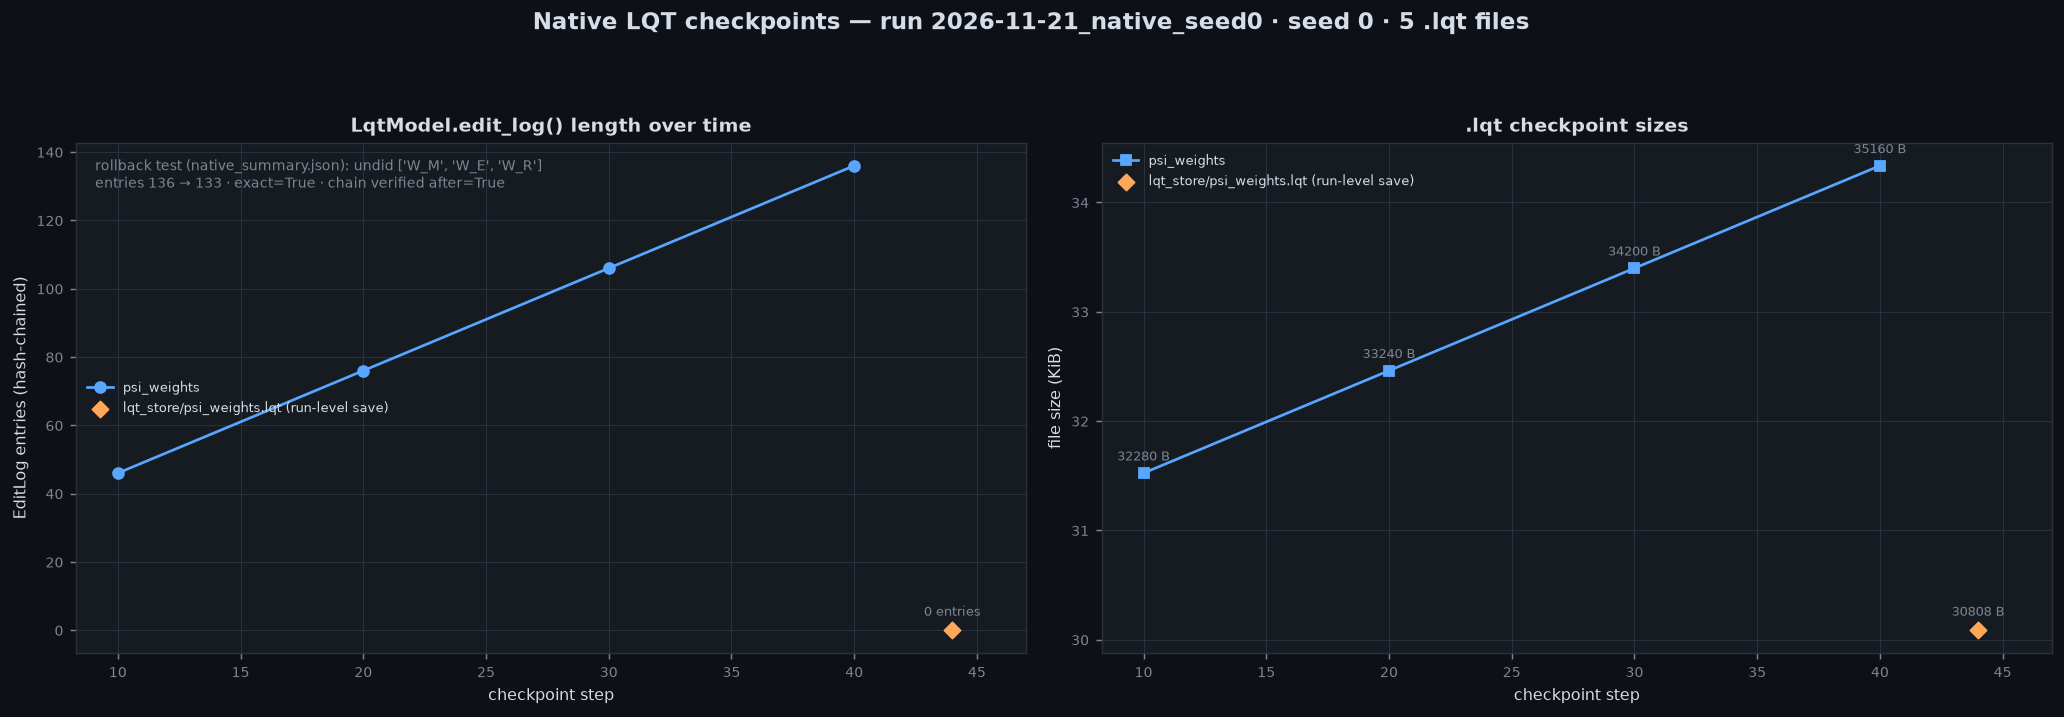 Native LQT checkpoints — run 2026-11-21_native_seed0 · seed 0 · 5 .lqt files
LqtModel.edit_log() length over time
rollback test (native_summary.json): undid ['W_M', 'W_E', 'W_R']
entries 136 → 133 · exact=True · chain verified after=True
EditLog entries (hash-chained)
140
120
100
80
60
40
20
0
psi_weights
lqt_store/psi_weights.lqt (run-level save)
0 entries
10 15 20 25 30 35 40 45
checkpoint step
.lqt checkpoint sizes
psi_weights
lqt_store/psi_weights.lqt (run-level save)
file size (KiB)
34
33
32
31
30
35160 B
34200 B
33240 B
32280 B
30808 B
10 15 20 25 30 35 40 45
checkpoint step